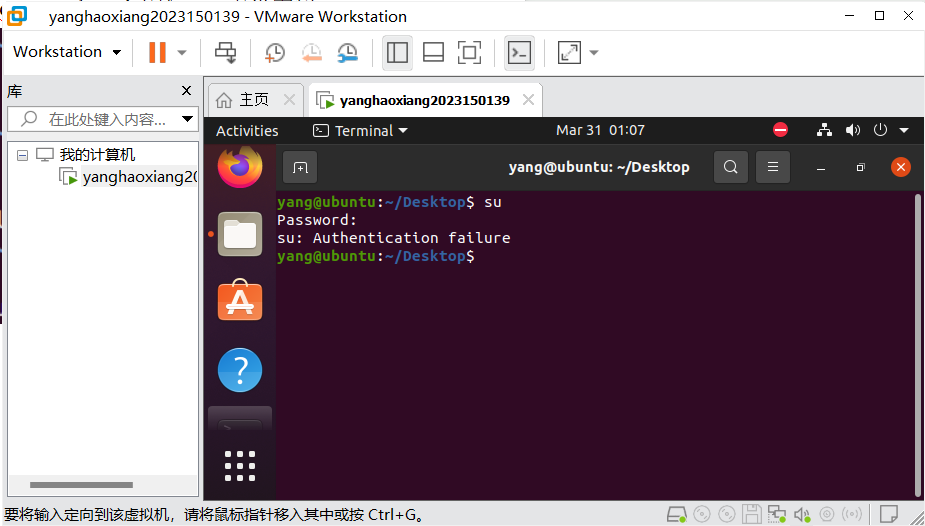 yanghaoxiang2023150139 - VMware Workstation
Workstation
库
主页
yanghaoxiang2023150139
在此处键入内容...
我的计算机
yanghaoxiang20
Activities
Terminal
Mar 31 01:07
yang@ubuntu: ~/Desktop
yang@ubuntu:~/Desktop$ su
Password:
su: Authentication failure
yang@ubuntu:~/Desktop$
要将输入定向到该虚拟机，请将鼠标指针移入其中或按 Ctrl+G。